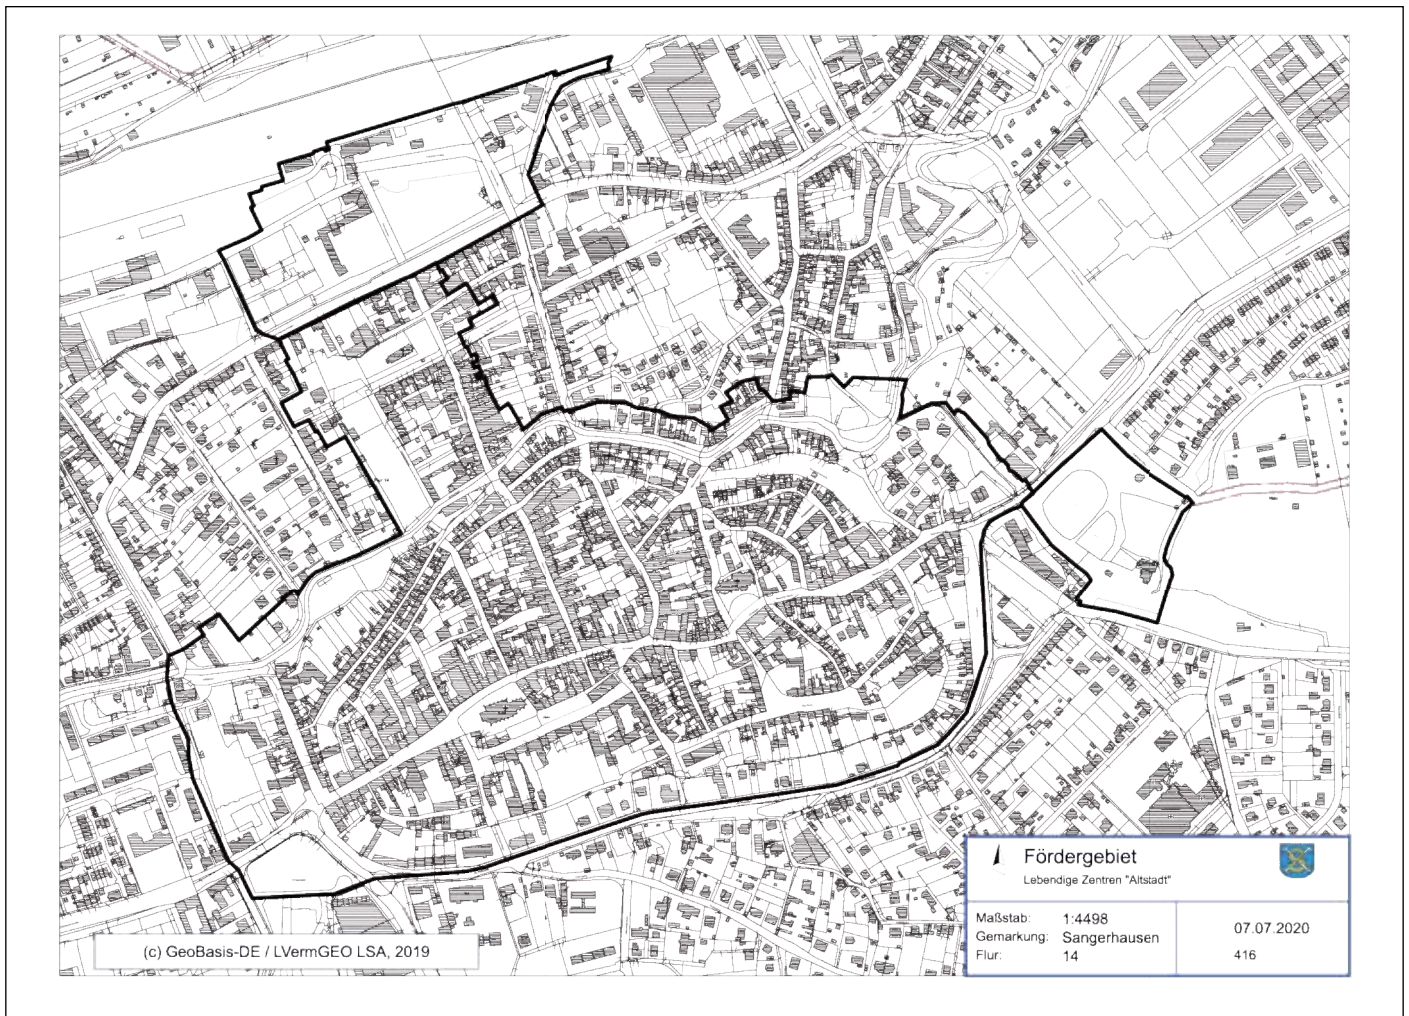 Fördergebiet
Lebendige Zentren "Altstadt"
Maßstab: 1:4498
Gemarkung: Sangerhausen
Flur: 14
07.07.2020
416
(c) GeoBasis-DE / LVermGEO LSA, 2019